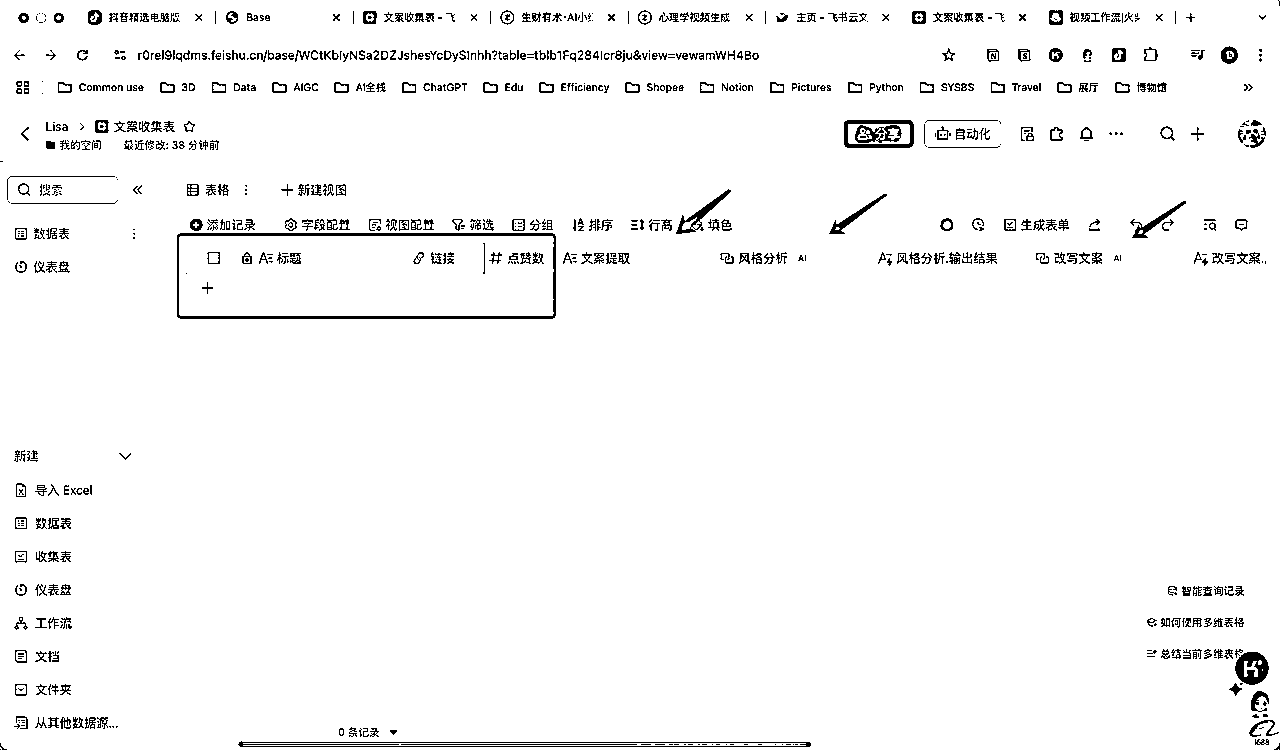 抖音精选电脑版
Base
文案收集表 - 飞
生财有术·AI小
心理学视频生成
主页 - 飞书云文
文案收集表 - 飞
视频工作流|火
r0rel9lqdms.feishu.cn/base/
Common use
3D
Data
AIGC
AI全栈
ChatGPT
Edu
Efficiency
Shopee
Notion
Pictures
Python
SYSBS
Travel
展厅
博物馆
Lisa
文案收集表
分享
自动化
我的空间
最近修改: 38 分钟前
搜索
表格
新建视图
数据表
仪表盘
添加记录
字段配置
视图配置
筛选
分组
排序
行高
填色
生成表单
标题
链接
点赞数
文案提取
风格分析 AI
风格分析.输出结果
改写文案 AI
改写文案..
新建
导入 Excel
数据表
收集表
仪表盘
工作流
文档
文件夹
从其他数据源...
智能查询记录
如何使用多维表格
总结当前多维表格
0 条记录
1688